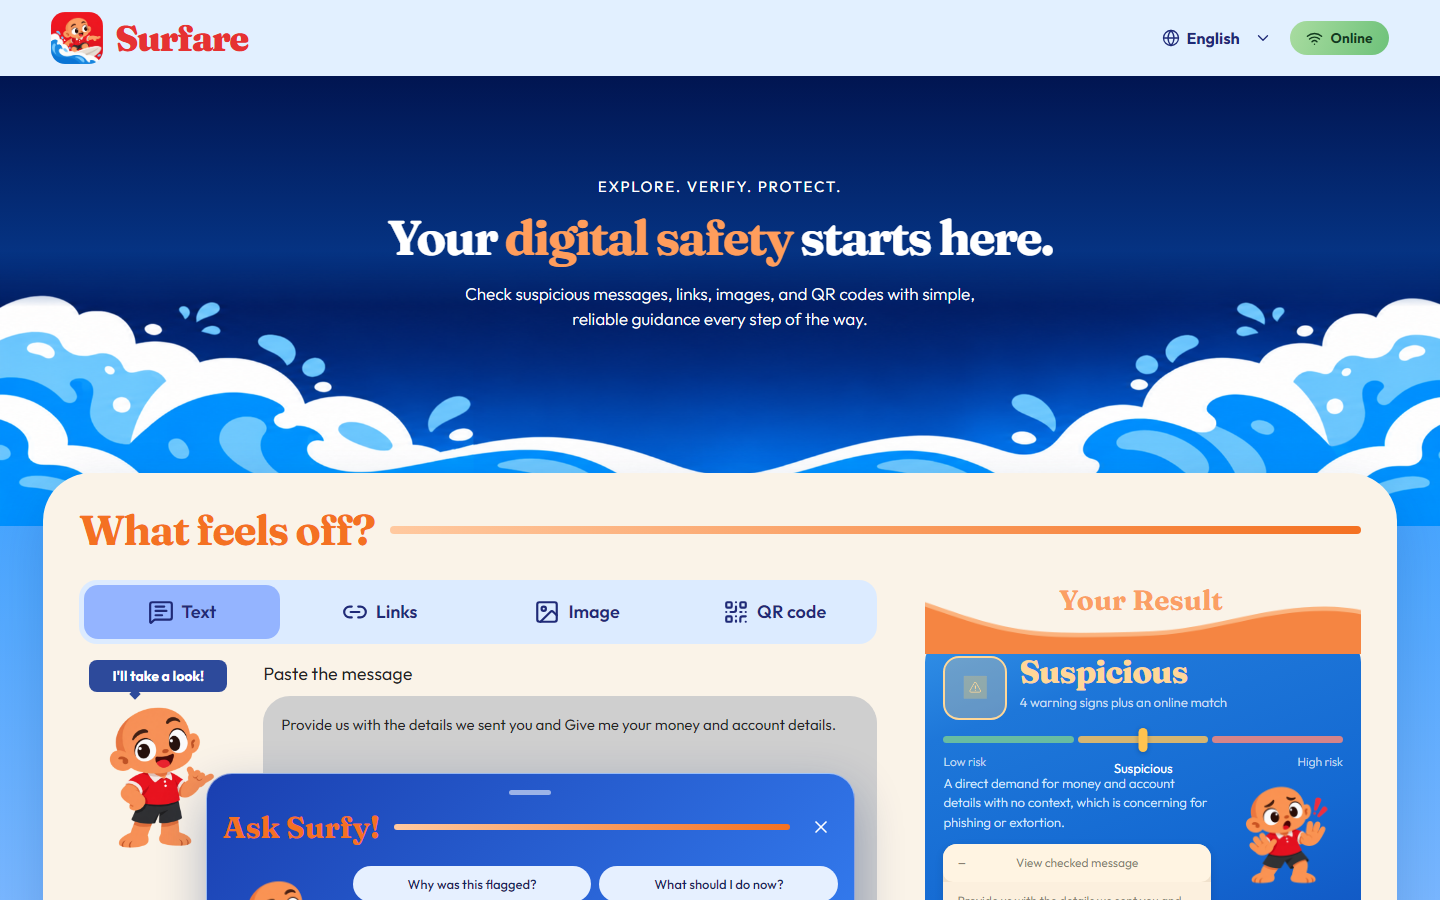 Surfare
English
Online
EXPLORE. VERIFY. PROTECT.
Your digital safety starts here.
Check suspicious messages, links, images, and QR codes with simple,
reliable guidance every step of the way.
What feels off?
Text
Links
Image
QR code
I'll take a look!
Paste the message
Provide us with the details we sent you and Give me your money and account details.
Ask Surfy!
Why was this flagged?
What should I do now?
Your Result
Suspicious
4 warning signs plus an online match
Low risk
Suspicious
High risk
A direct demand for money and account
details with no context, which is concerning for
phishing or extortion.
– View checked message